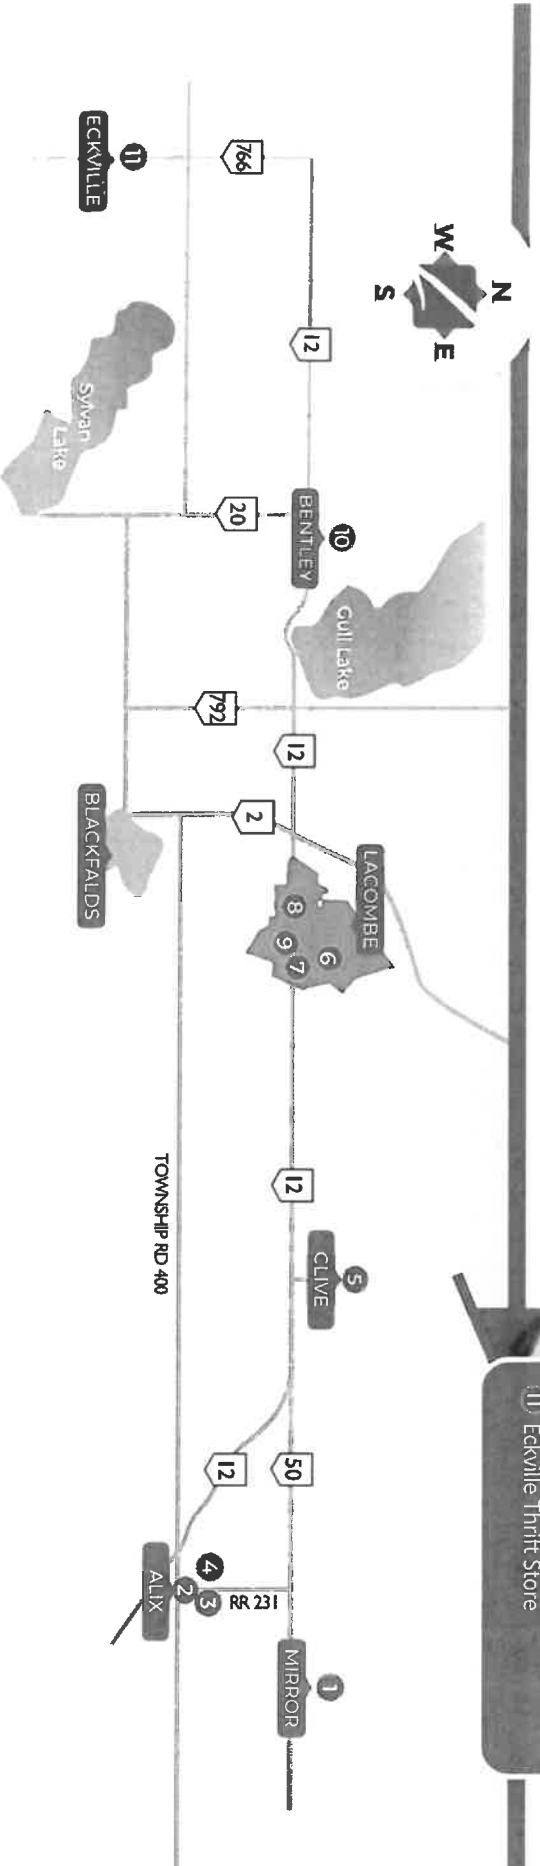 11 Eckville Thrift Store
N
W
E
S
766
11
ECKVILLE
12
Sylvan
Lake
20
10
BENTLEY
Gull Lake
792
12
2
BLACKFALDS
LACOMBE
6
8
9
7
12
5
CLIVE
TOWNSHIP RD 400
12
50
4
2
3
RR 231
ALIX
1
MIRROR